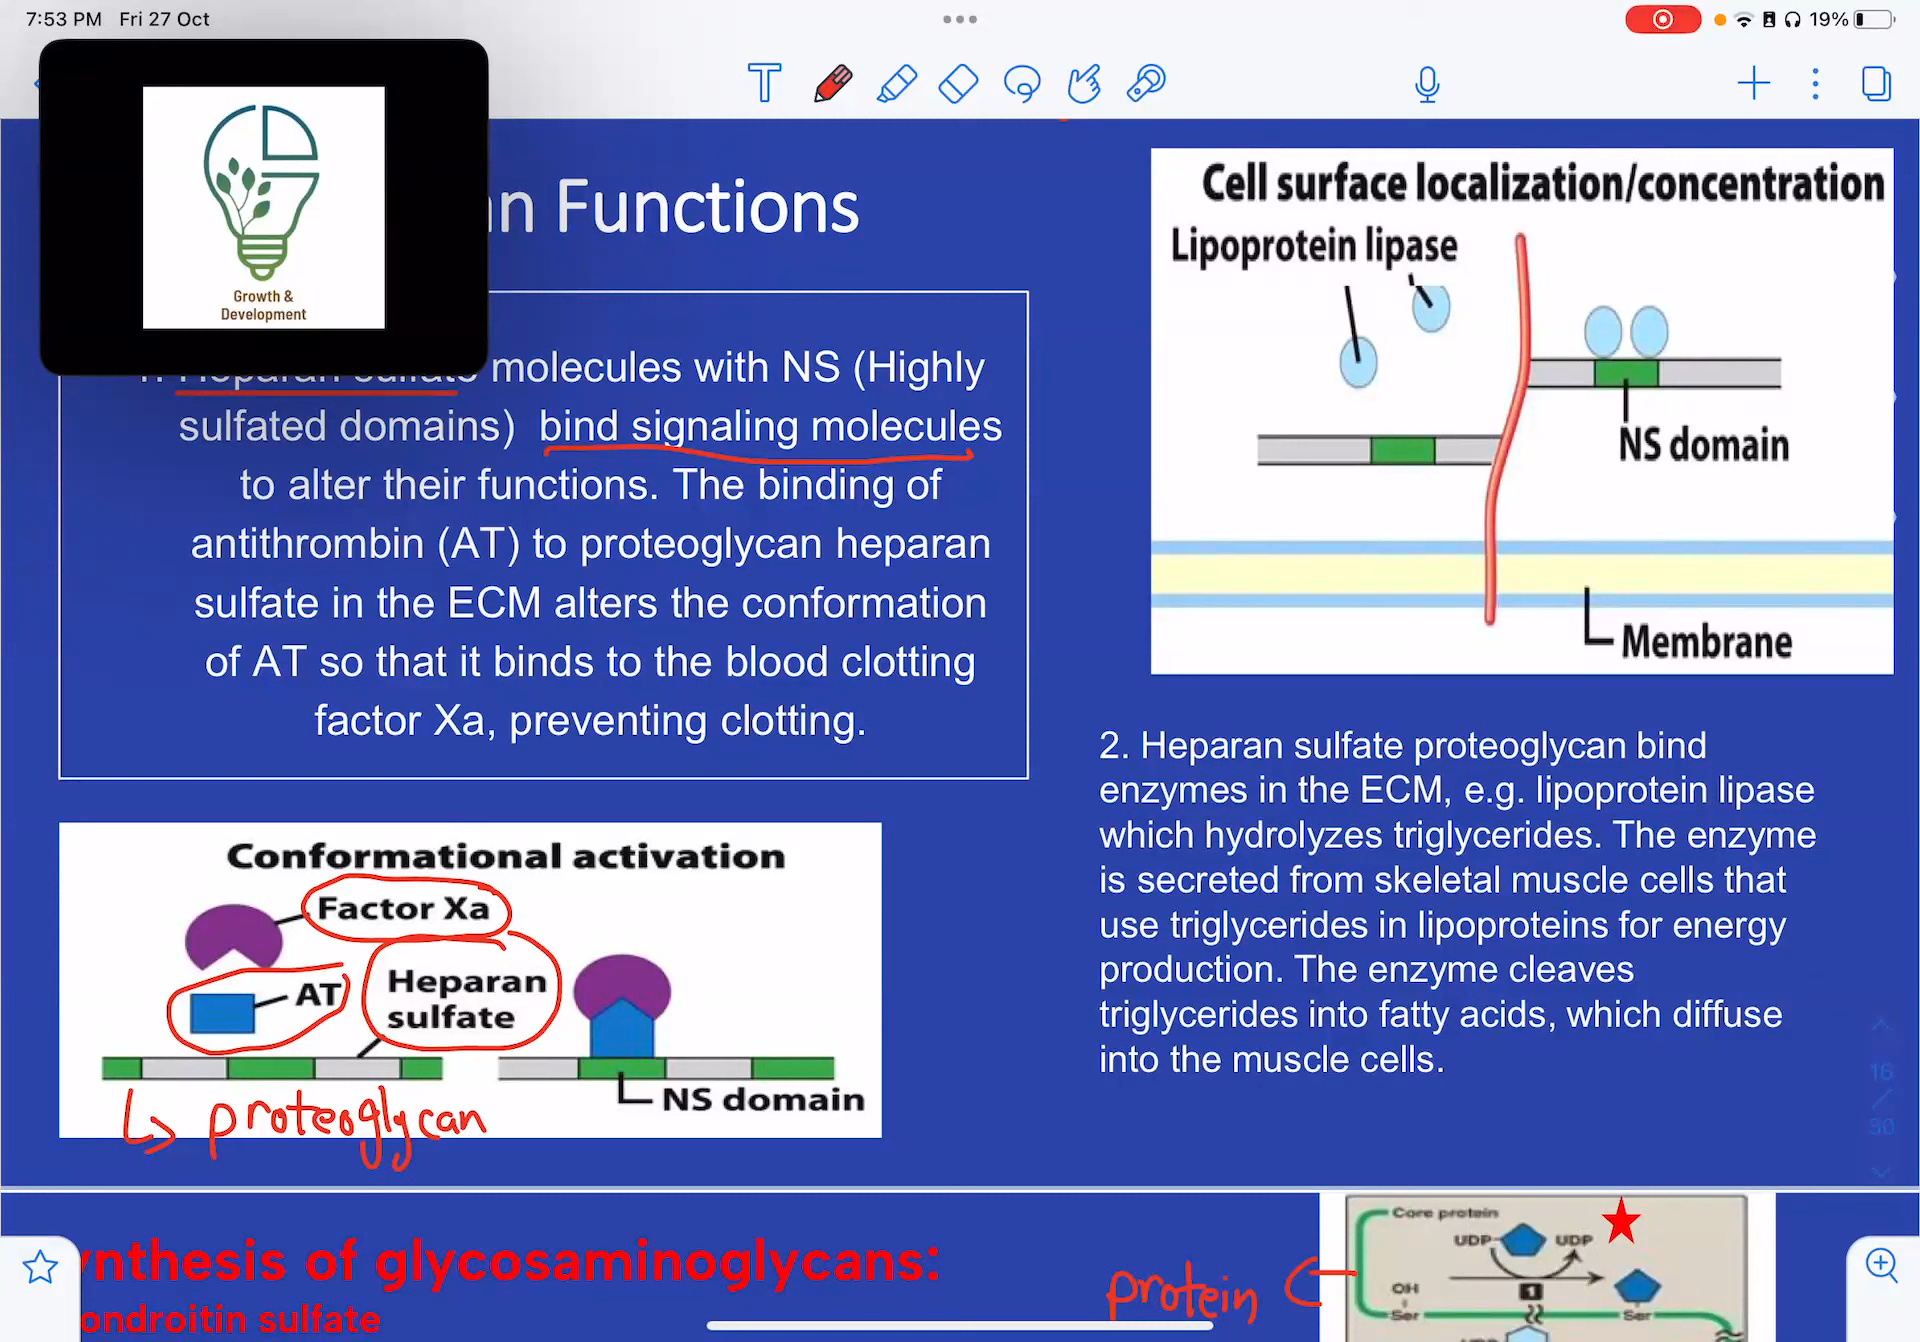 7:53 PM Fri 27 Oct
19%
Growth &
Development
n Functions
Heparan sulfate molecules with NS (Highly
sulfated domains) bind signaling molecules
to alter their functions. The binding of
antithrombin (AT) to proteoglycan heparan
sulfate in the ECM alters the conformation
of AT so that it binds to the blood clotting
factor Xa, preventing clotting.
Conformational activation
Factor Xa
AT
Heparan
sulfate
NS domain
proteoglycan
Cell surface localization/concentration
Lipoprotein lipase
NS domain
Membrane
2. Heparan sulfate proteoglycan bind
enzymes in the ECM, e.g. lipoprotein lipase
which hydrolyzes triglycerides. The enzyme
is secreted from skeletal muscle cells that
use triglycerides in lipoproteins for energy
production. The enzyme cleaves
triglycerides into fatty acids, which diffuse
into the muscle cells.
16
/
90
ynthesis of glycosaminoglycans:
ondroitin sulfate
protein
Core protein
UDP UDP
1
OH
Ser Ser